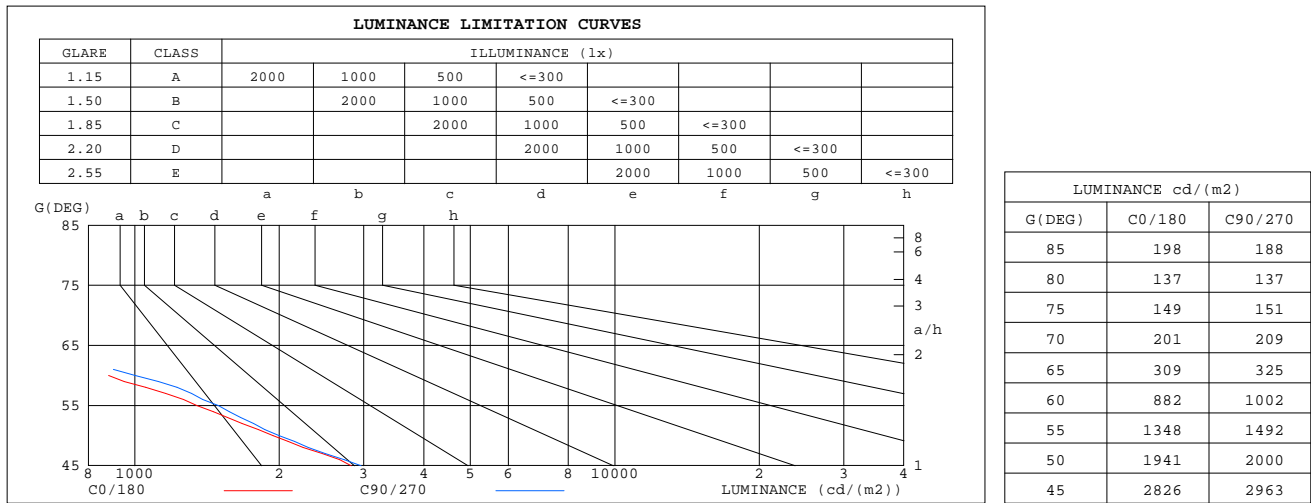 LUMINANCE LIMITATION CURVES
GLARE CLASS ILLUMINANCE (lx)
1.15 A 2000 1000 500 <=300
1.50 B 2000 1000 500 <=300
1.85 C 2000 1000 500 <=300
2.20 D 2000 1000 500 <=300
2.55 E 2000 1000 500 <=300
a b c d e f g h
G(DEG)
a b c d e f g h
85
8
6
75
4
3
a/h
65
2
55
45
1
8 1000 2 3 4 5 6 8 10000 2 3 4
C0/180 C90/270 LUMINANCE (cd/(m2))
LUMINANCE cd/(m2)
G(DEG) C0/180 C90/270
85 198 188
80 137 137
75 149 151
70 201 209
65 309 325
60 882 1002
55 1348 1492
50 1941 2000
45 2826 2963